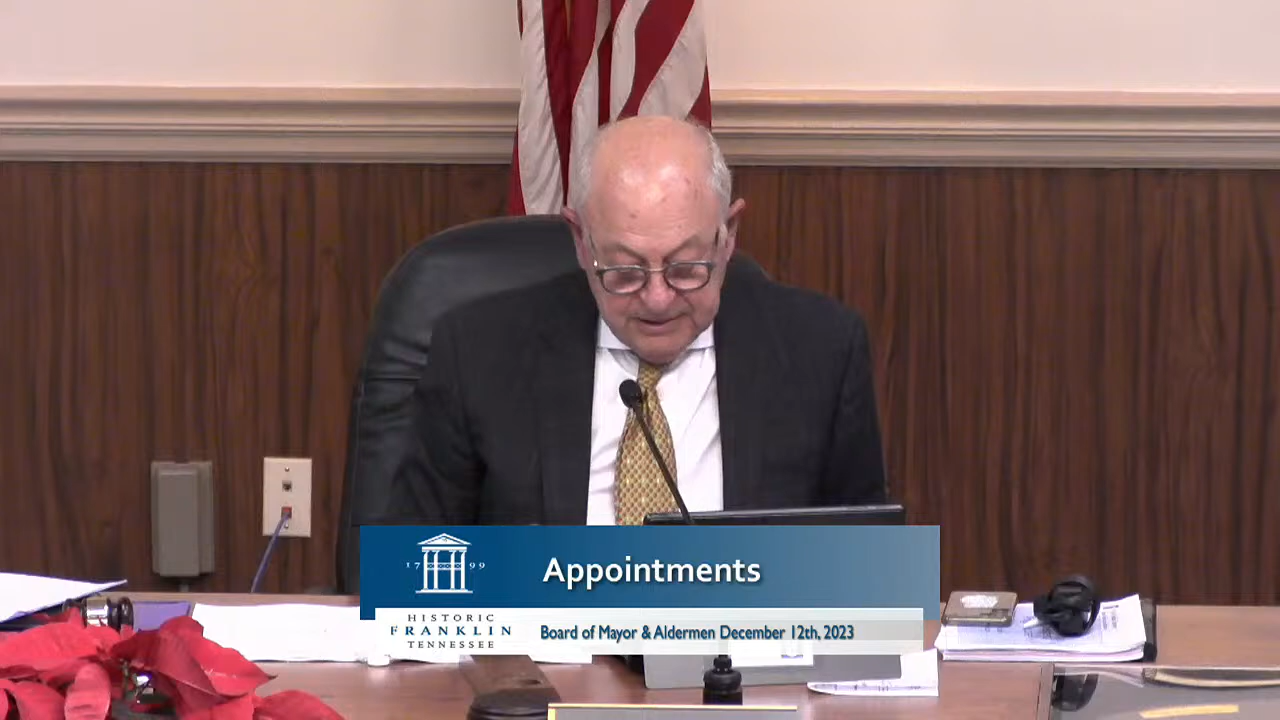 17 99
Appointments
HISTORIC
FRANKLIN
TENNESSEE
Board of Mayor & Aldermen December 12th, 2023